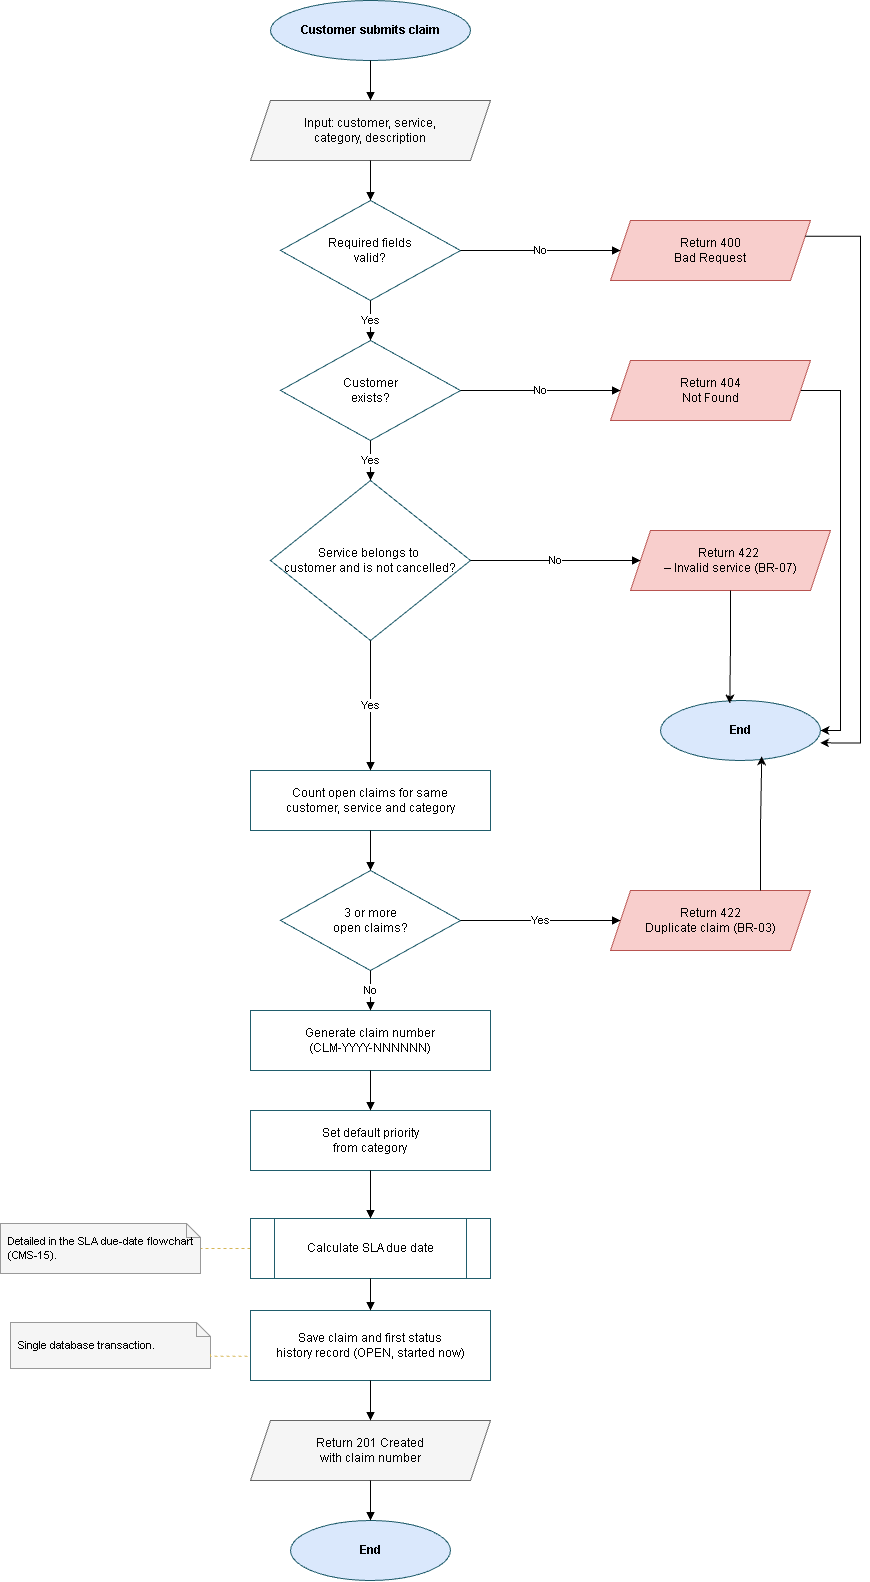 Customer submits claim
Input: customer, service,
category, description
Required fields
valid?
No
Return 400
Bad Request
Yes
Customer
exists?
No
Return 404
Not Found
Yes
Service belongs to
customer and is not cancelled?
No
Return 422
– Invalid service (BR-07)
Yes
End
Count open claims for same
customer, service and category
3 or more
open claims?
Yes
Return 422
Duplicate claim (BR-03)
No
Generate claim number
(CLM-YYYY-NNNNNN)
Set default priority
from category
Detailed in the SLA due-date flowchart
(CMS-15).
Calculate SLA due date
Single database transaction.
Save claim and first status
history record (OPEN, started now)
Return 201 Created
with claim number
End